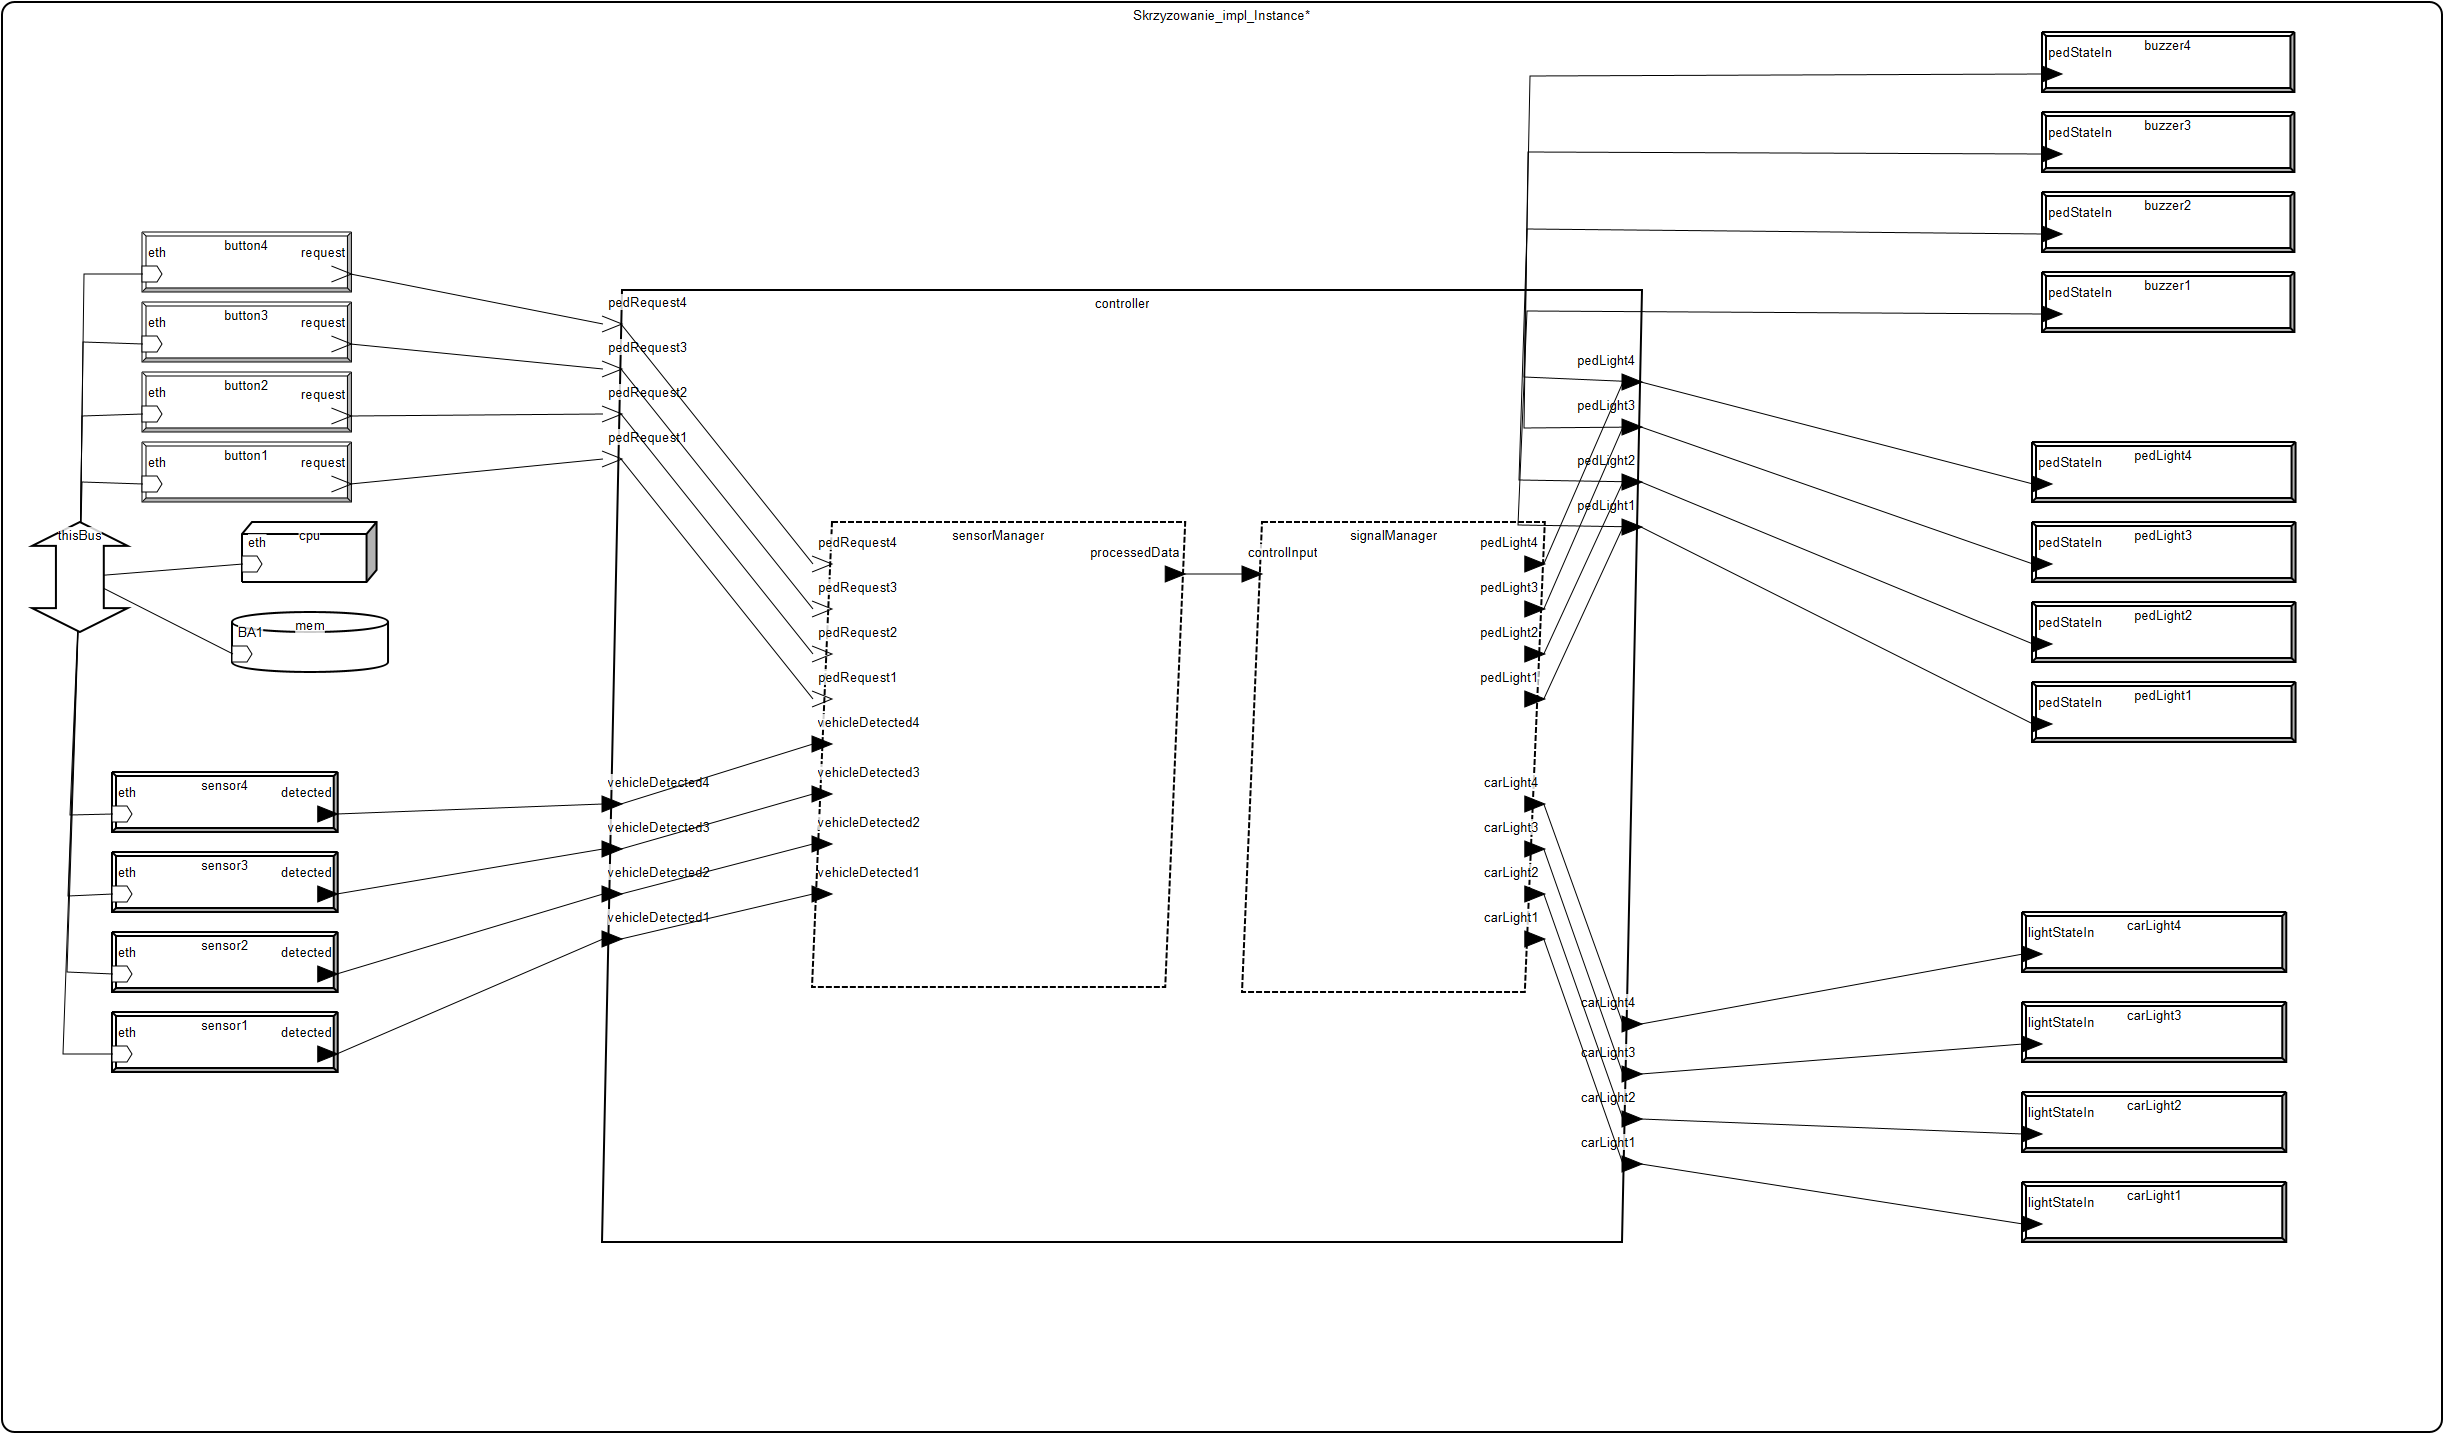 Skrzyzowanie_impl_Instance*
buzzer4
pedStateIn
buzzer3
pedStateIn
buzzer2
pedStateIn
buzzer1
pedStateIn
button4
eth
request
button3
eth
request
button2
eth
request
button1
eth
request
thisBus
cpu
eth
mem
BA1
sensor4
eth
detected
sensor3
eth
detected
sensor2
eth
detected
sensor1
eth
detected
controller
pedRequest4
pedRequest3
pedRequest2
pedRequest1
vehicleDetected4
vehicleDetected3
vehicleDetected2
vehicleDetected1
sensorManager
processedData
pedRequest4
pedRequest3
pedRequest2
pedRequest1
vehicleDetected4
vehicleDetected3
vehicleDetected2
vehicleDetected1
signalManager
controlInput
pedLight4
pedLight3
pedLight2
pedLight1
carLight4
carLight3
carLight2
carLight1
pedLight4
pedLight3
pedLight2
pedLight1
carLight4
carLight3
carLight2
carLight1
pedLight4
pedStateIn
pedLight3
pedStateIn
pedLight2
pedStateIn
pedLight1
pedStateIn
carLight4
lightStateIn
carLight3
lightStateIn
carLight2
lightStateIn
carLight1
lightStateIn